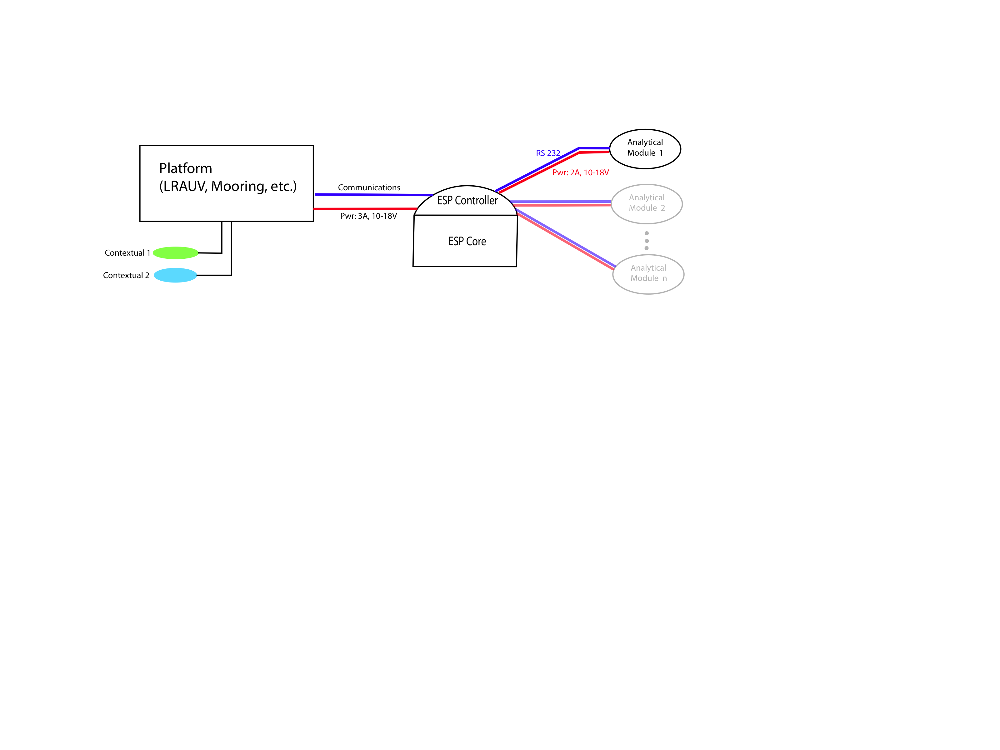 Platform
(LRAUV, Mooring, etc.)
Communications
Pwr: 3A, 10-18V
Contextual 1
Contextual 2
ESP Controller
ESP Core
RS 232
Pwr: 2A, 10-18V
Analytical
Module 1
Analytical
Module 2
Analytical
Module n